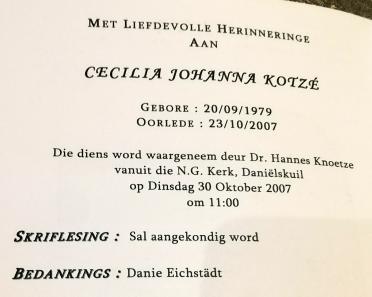 MET LIEFDEVOLLE HERINNERINGE
AAN
CECILIA JOHANNA KOTZÉ
GEBORE : 20/09/1979
OORLEDE : 23/10/2007
Die diens word waargeneem deur Dr. Hannes Knoetze
vanuit die N.G. Kerk, Daniëlskuil
op Dinsdag 30 Oktober 2007
om 11:00
SKRIFLESING : Sal aangekondig word
BEDANKINGS : Danie Eichstädt